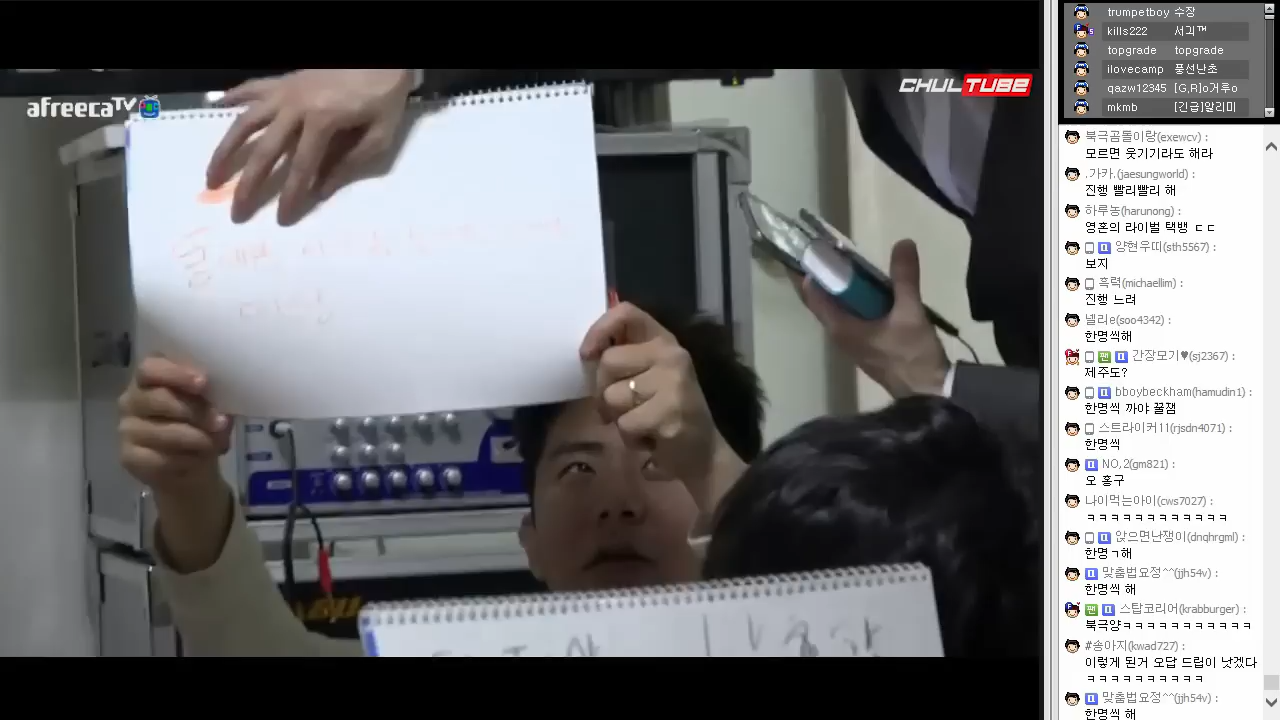 afreecaTV
CHULTUBE
trumpetboy 수장
kills222 서긔™
topgrade topgrade
ilovecamp 풍선난초
qazw12345 [G,R]o거루o
mkmb [긴급]알리미
북극곰돌이랑(exewcv) :
모르면 웃기기라도 해라
.가카.(jaesungworld) :
진행 빨리빨리 해
하루농(harunong) :
영혼의 라이벌 택뱅 ㄷㄷ
양현우띠(sth5567) :
보지
흑력(michaellim) :
진행 느려
넬리e(soo4342) :
한명씩해
팬 간장모기♥(sj2367) :
제주도?
bboybeckham(hamudin1) :
한명씩 까야 꿀잼
스트라이커11(rjsdn4071) :
한명씩
NO,2(gm821) :
오 홍구
나이먹는아이(cws7027) :
ㅋㅋㅋㅋㅋㅋㅋㅋㅋㅋㅋㅋ
앉으면난쟁이(dnqhrgml) :
한명ㄱ해
맞춤법요정^^(jjh54v) :
한명씩 해
팬 스탑코리어(krabburger) :
북극양ㅋㅋㅋㅋㅋㅋㅋㅋㅋㅋㅋ
#송아지(kwad727) :
이렇게 된거 오답 드립이 낫겠다
ㅋㅋㅋㅋㅋㅋㅋㅋㅋㅋ
맞춤법요정^^(jjh54v) :
한명씩 해